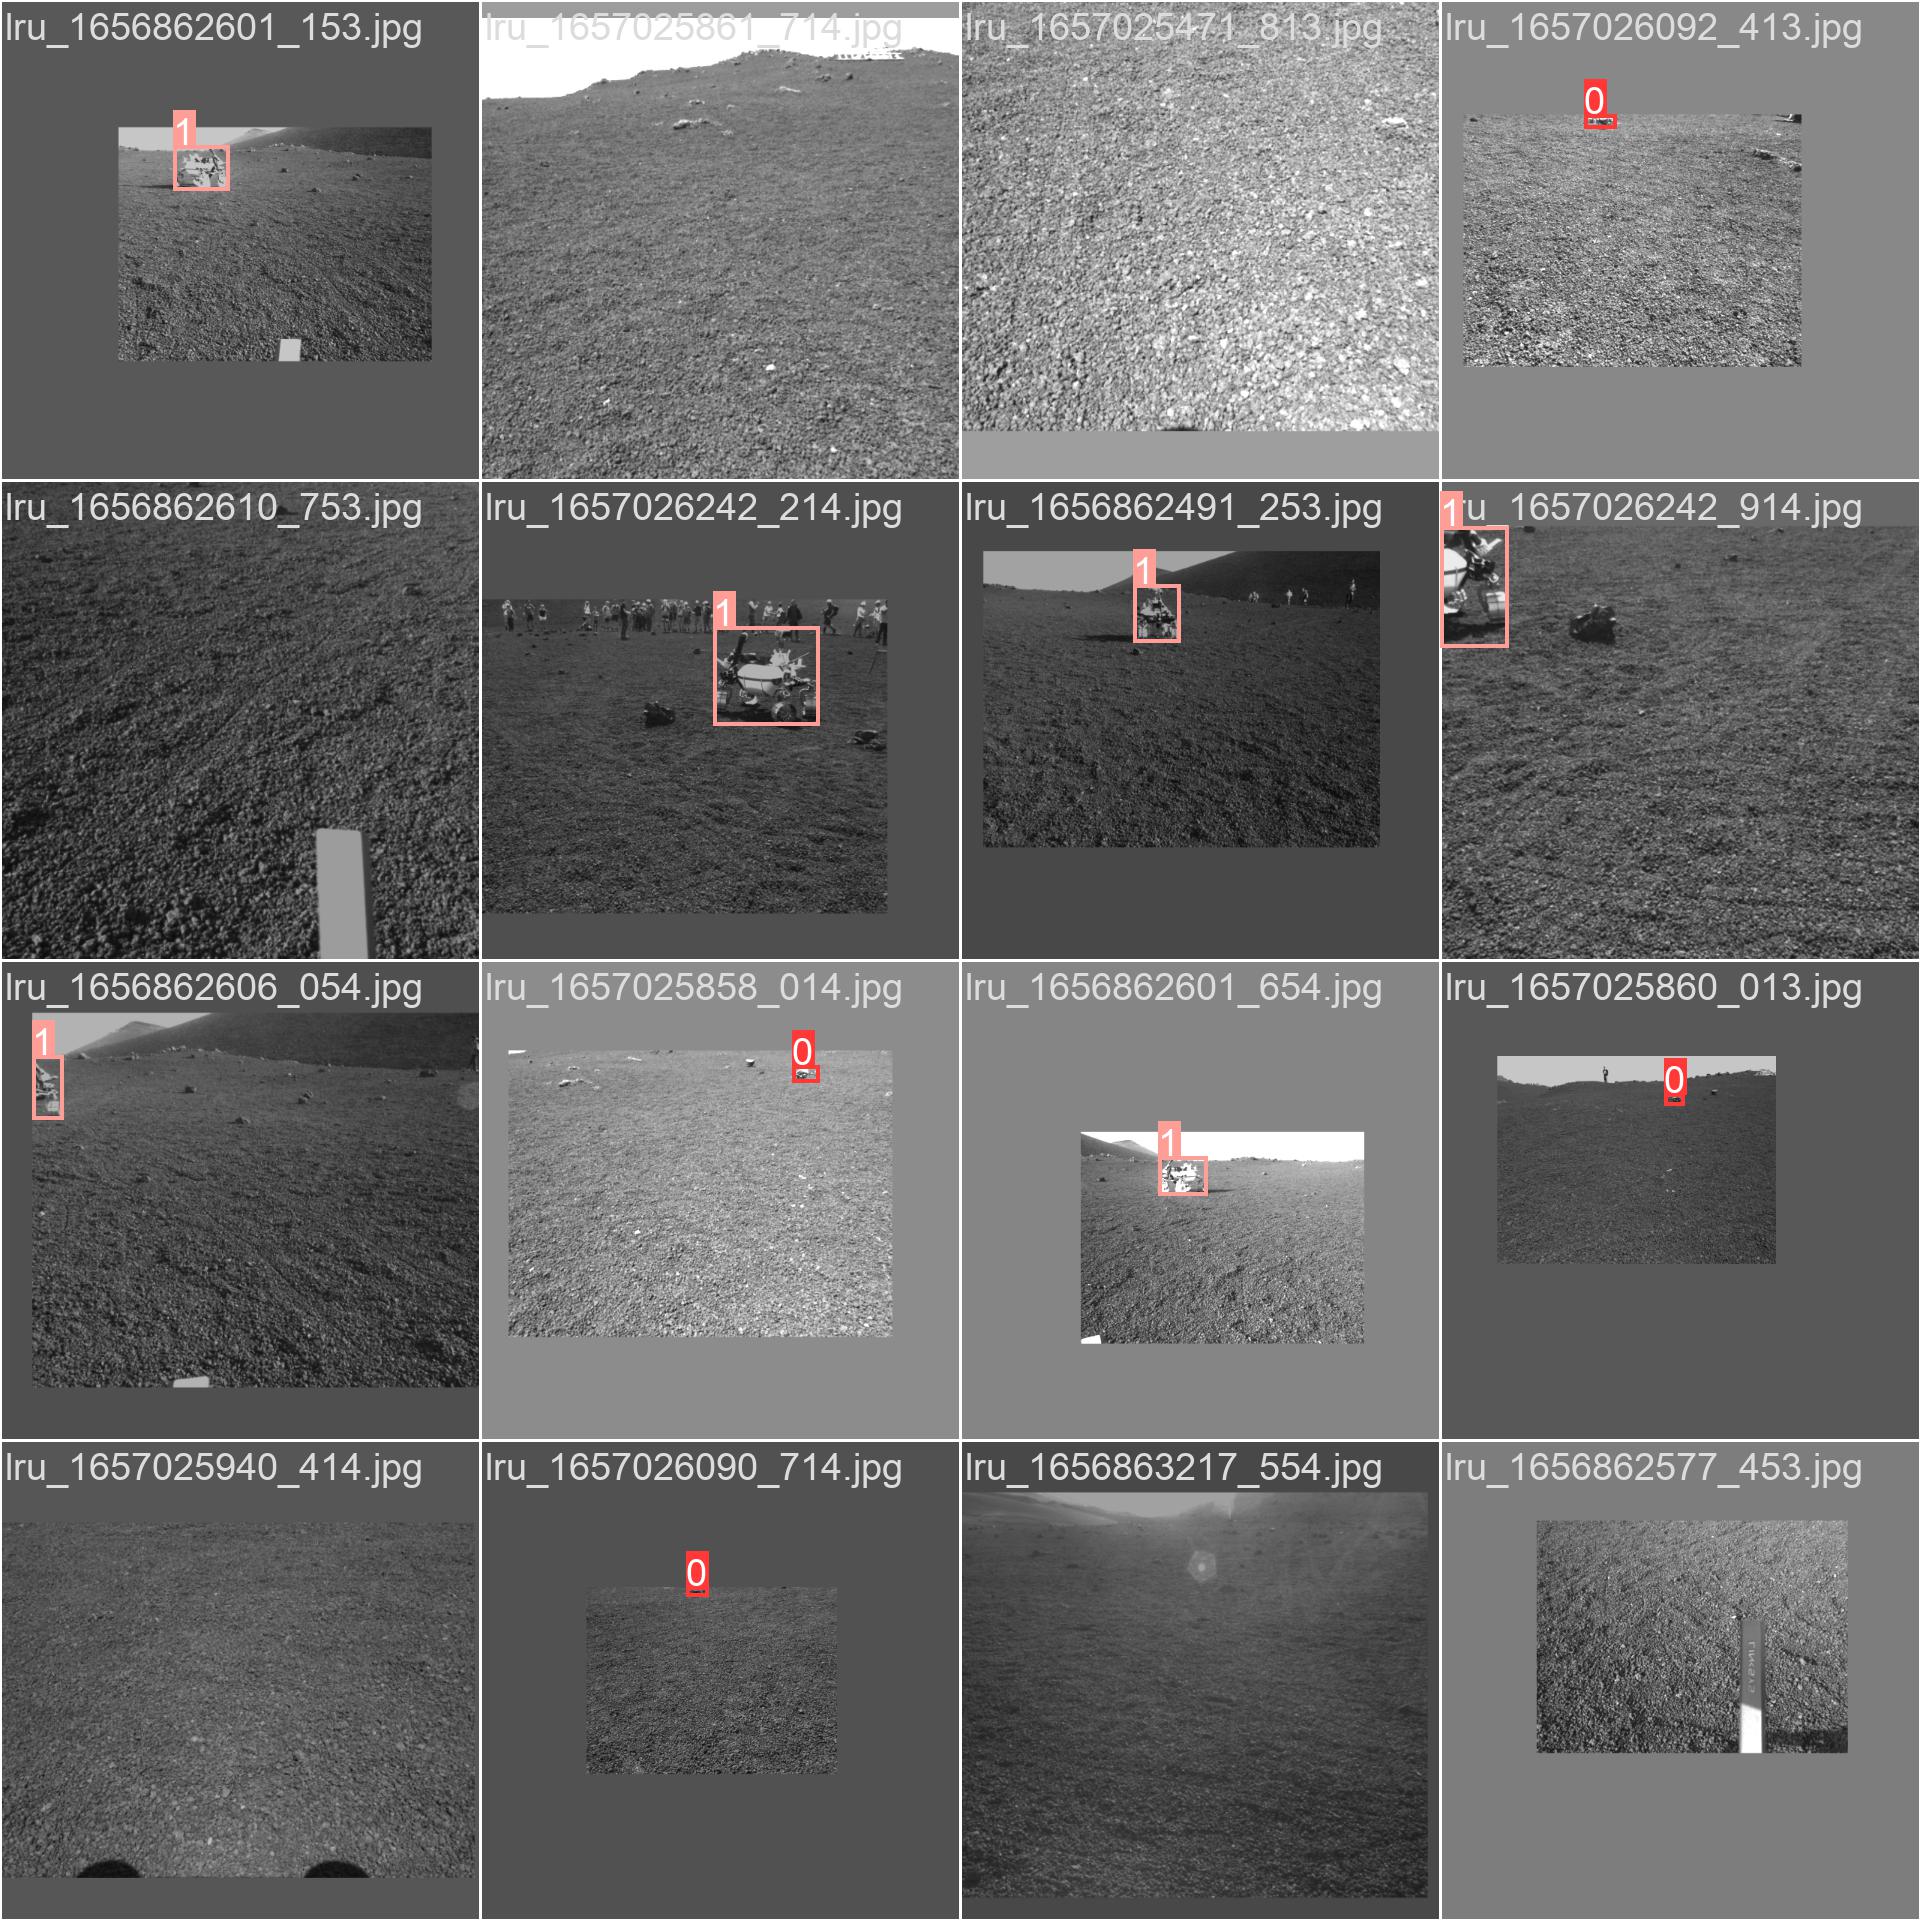 lru_1656862601_153.jpg
lru_1657025861_714.jpg
lru_1657025471_813.jpg
lru_1657026092_413.jpg
1
0
lru_1656862610_753.jpg
lru_1657026242_214.jpg
lru_1656862491_253.jpg
lru_1657026242_914.jpg
1
1
1
lru_1656862606_054.jpg
lru_1657025858_014.jpg
lru_1656862601_654.jpg
lru_1657025860_013.jpg
1
0
1
0
lru_1657025940_414.jpg
lru_1657026090_714.jpg
lru_1656863217_554.jpg
lru_1656862577_453.jpg
0